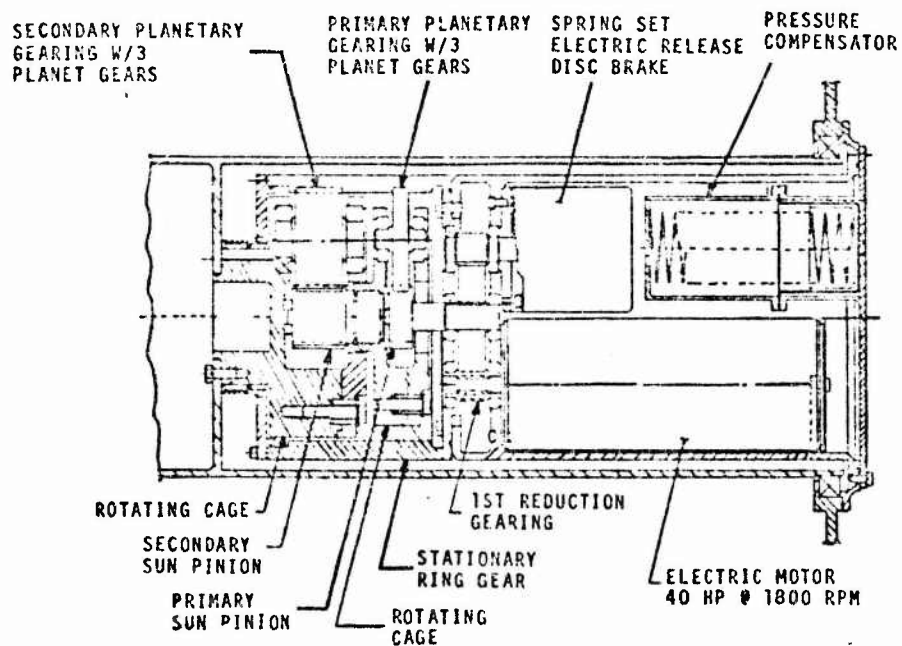 SECONDARY PLANETARY
GEARING W/3
PLANET GEARS
PRIMARY PLANETARY
GEARING W/3
PLANET GEARS
SPRING SET
ELECTRIC RELEASE
DISC BRAKE
PRESSURE
COMPENSATOR
ROTATING CAGE
SECONDARY
SUN PINION
PRIMARY
SUN PINION
1ST REDUCTION
GEARING
STATIONARY
RING GEAR
ROTATING
CAGE
ELECTRIC MOTOR
40 HP @ 1800 RPM